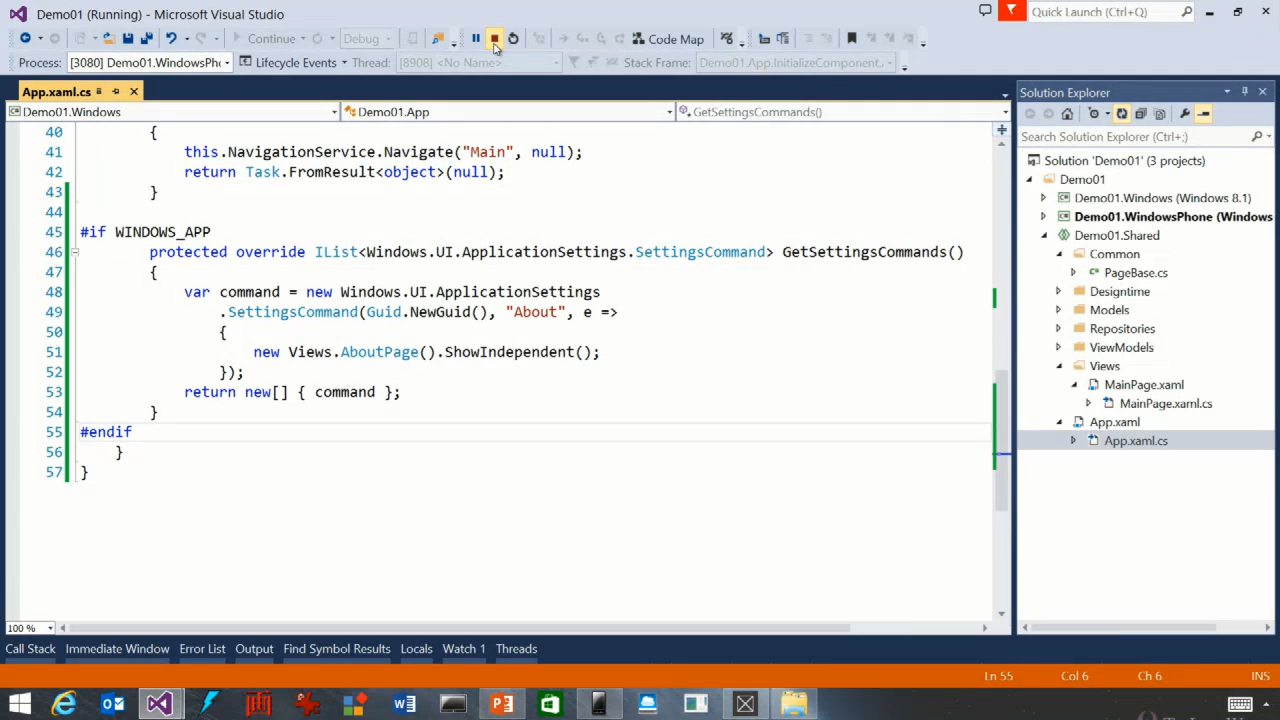 Demo01 (Running) - Microsoft Visual Studio
Quick Launch (Ctrl+Q)
Continue
Debug
Code Map
Process: [3080] Demo01.WindowsPh
Lifecycle Events
Thread: [8908] <No Name>
Stack Frame: Demo01.App.InitializeComponent
App.xaml.cs
Demo01.Windows
Demo01.App
GetSettingsCommands()
40 {
41 this.NavigationService.Navigate("Main", null);
42 return Task.FromResult<object>(null);
43 }
44
45 #if WINDOWS_APP
46 protected override IList<Windows.UI.ApplicationSettings.SettingsCommand> GetSettingsCommands()
47 {
48 var command = new Windows.UI.ApplicationSettings
49 .SettingsCommand(Guid.NewGuid(), "About", e =>
50 {
51 new Views.AboutPage().ShowIndependent();
52 });
53 return new[] { command };
54 }
55 #endif
56 }
57 }
100 %
Solution Explorer
Search Solution Explorer (Ctrl+;)
Solution 'Demo01' (3 projects)
Demo01
Demo01.Windows (Windows 8.1)
Demo01.WindowsPhone (Windows
Demo01.Shared
Common
PageBase.cs
Designtime
Models
Repositories
ViewModels
Views
MainPage.xaml
MainPage.xaml.cs
App.xaml
App.xaml.cs
Call Stack
Immediate Window
Error List
Output
Find Symbol Results
Locals
Watch 1
Threads
Ln 55
Col 6
Ch 6
INS